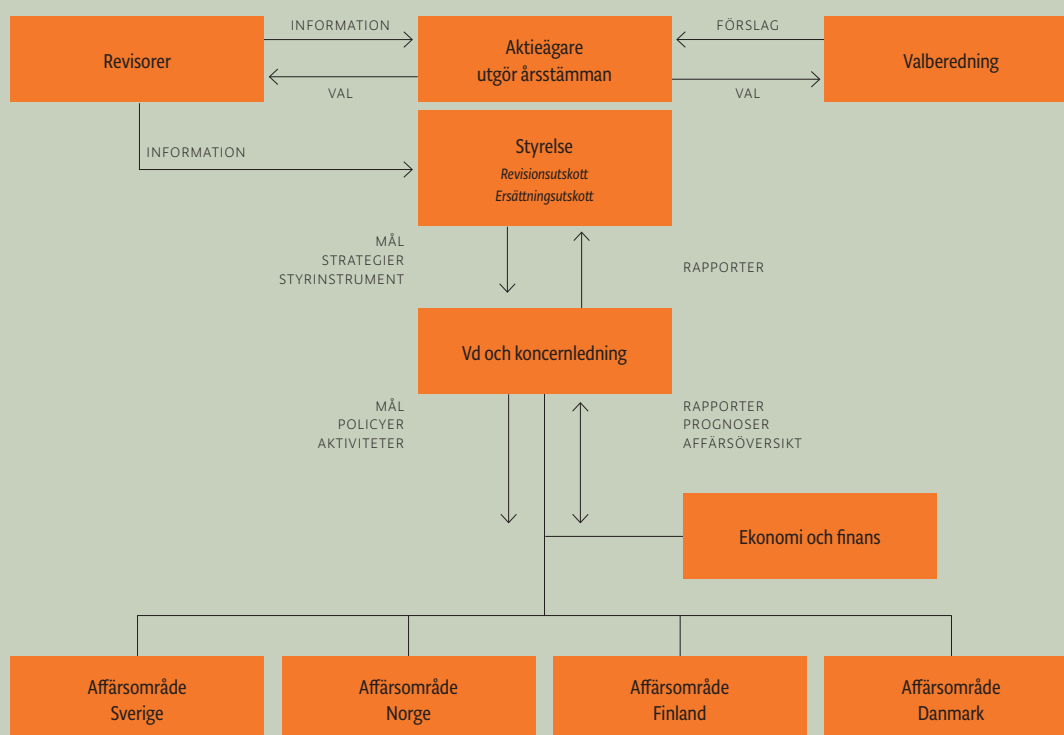 INFORMATION
FÖRSLAG
Revisorer
Aktieägare
utgör årsstämman
Valberedning
VAL
VAL
INFORMATION
Styrelse
Revisionsutskott
Ersättningsutskott
MÅL
STRATEGIER
STYRINSTRUMENT
RAPPORTER
Vd och koncernledning
MÅL
POLICYER
AKTIVITETER
RAPPORTER
PROGNOSER
AFFÄRSÖVERSIKT
Ekonomi och finans
Affärsområde
Sverige
Affärsområde
Norge
Affärsområde
Finland
Affärsområde
Danmark